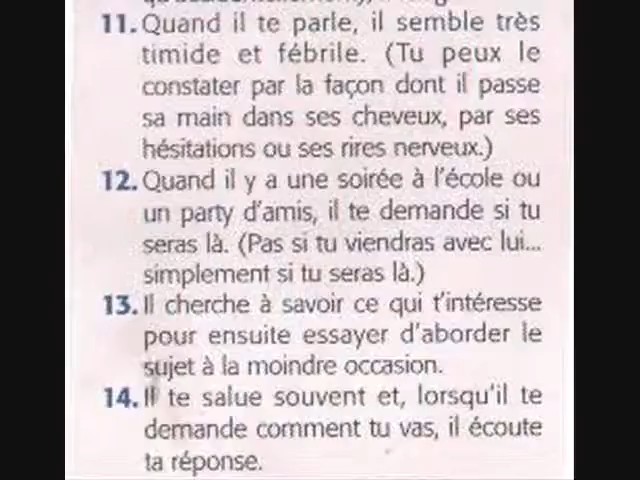 11. Quand il te parle, il semble très
timide et fébrile. (Tu peux le
constater par la façon dont il passe
sa main dans ses cheveux, par ses
hésitations ou ses rires nerveux.)
12. Quand il y a une soirée à l'école ou
un party d'amis, il te demande si tu
seras là. (Pas si tu viendras avec lui...
simplement si tu seras là.)
13. Il cherche à savoir ce qui t'intéresse
pour ensuite essayer d'aborder le
sujet à la moindre occasion.
14. Il te salue souvent et, lorsqu'il te
demande comment tu vas, il écoute
ta réponse.